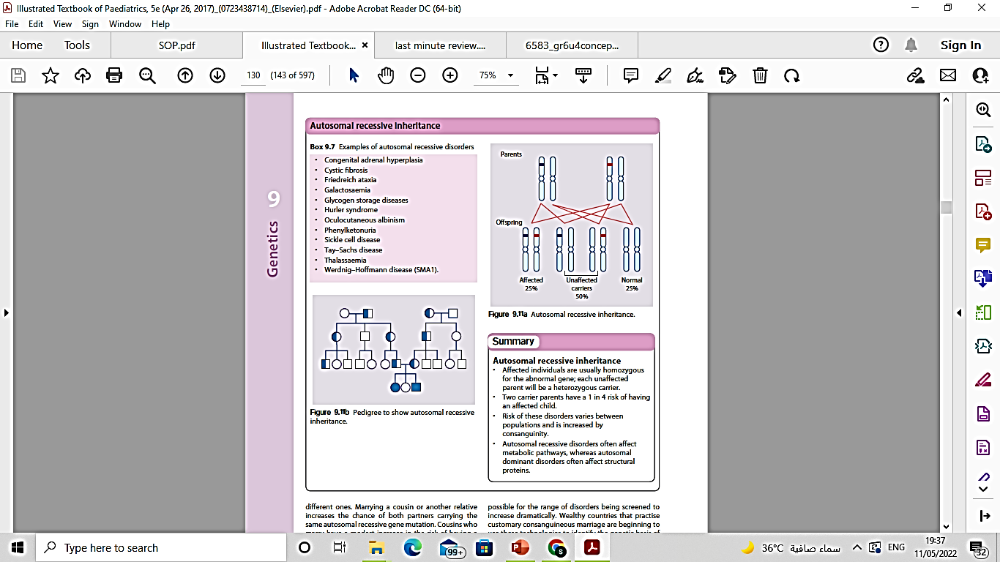 Illustrated Textbook of Paediatrics, 5e (Apr 26, 2017)_(0723438714)_(Elsevier).pdf - Adobe Acrobat Reader DC (64-bit)
File Edit View Sign Window Help
Home Tools SOP.pdf Illustrated Textbook... × last minute review.... 6583_gr6u4concep... Sign In
130 (143 of 597) 75%
9
Genetics
Autosomal recessive inheritance
Box 9.7 Examples of autosomal recessive disorders
• Congenital adrenal hyperplasia
• Cystic fibrosis
• Friedreich ataxia
• Galactosaemia
• Glycogen storage diseases
• Hurler syndrome
• Oculocutaneous albinism
• Phenylketonuria
• Sickle cell disease
• Tay–Sachs disease
• Thalassaemia
• Werdnig–Hoffmann disease (SMA1).
Figure 9.11b Pedigree to show autosomal recessive
inheritance.
Parents
Offspring
Affected
25%
Unaffected
carriers
50%
Normal
25%
Figure 9.11a Autosomal recessive inheritance.
Summary
Autosomal recessive inheritance
• Affected individuals are usually homozygous
for the abnormal gene; each unaffected
parent will be a heterozygous carrier.
• Two carrier parents have a 1 in 4 risk of having
an affected child.
• Risk of these disorders varies between
populations and is increased by
consanguinity.
• Autosomal recessive disorders often affect
metabolic pathways, whereas autosomal
dominant disorders often affect structural
proteins.
different ones. Marrying a cousin or another relative
increases the chance of both partners carrying the
same autosomal recessive gene mutation. Cousins who
possible for the range of disorders being screened to
increase dramatically. Wealthy countries that practise
customary consanguineous marriage are beginning to
Type here to search
99+
S
36°C سماء صافية ENG
19:37
11/05/2022
32